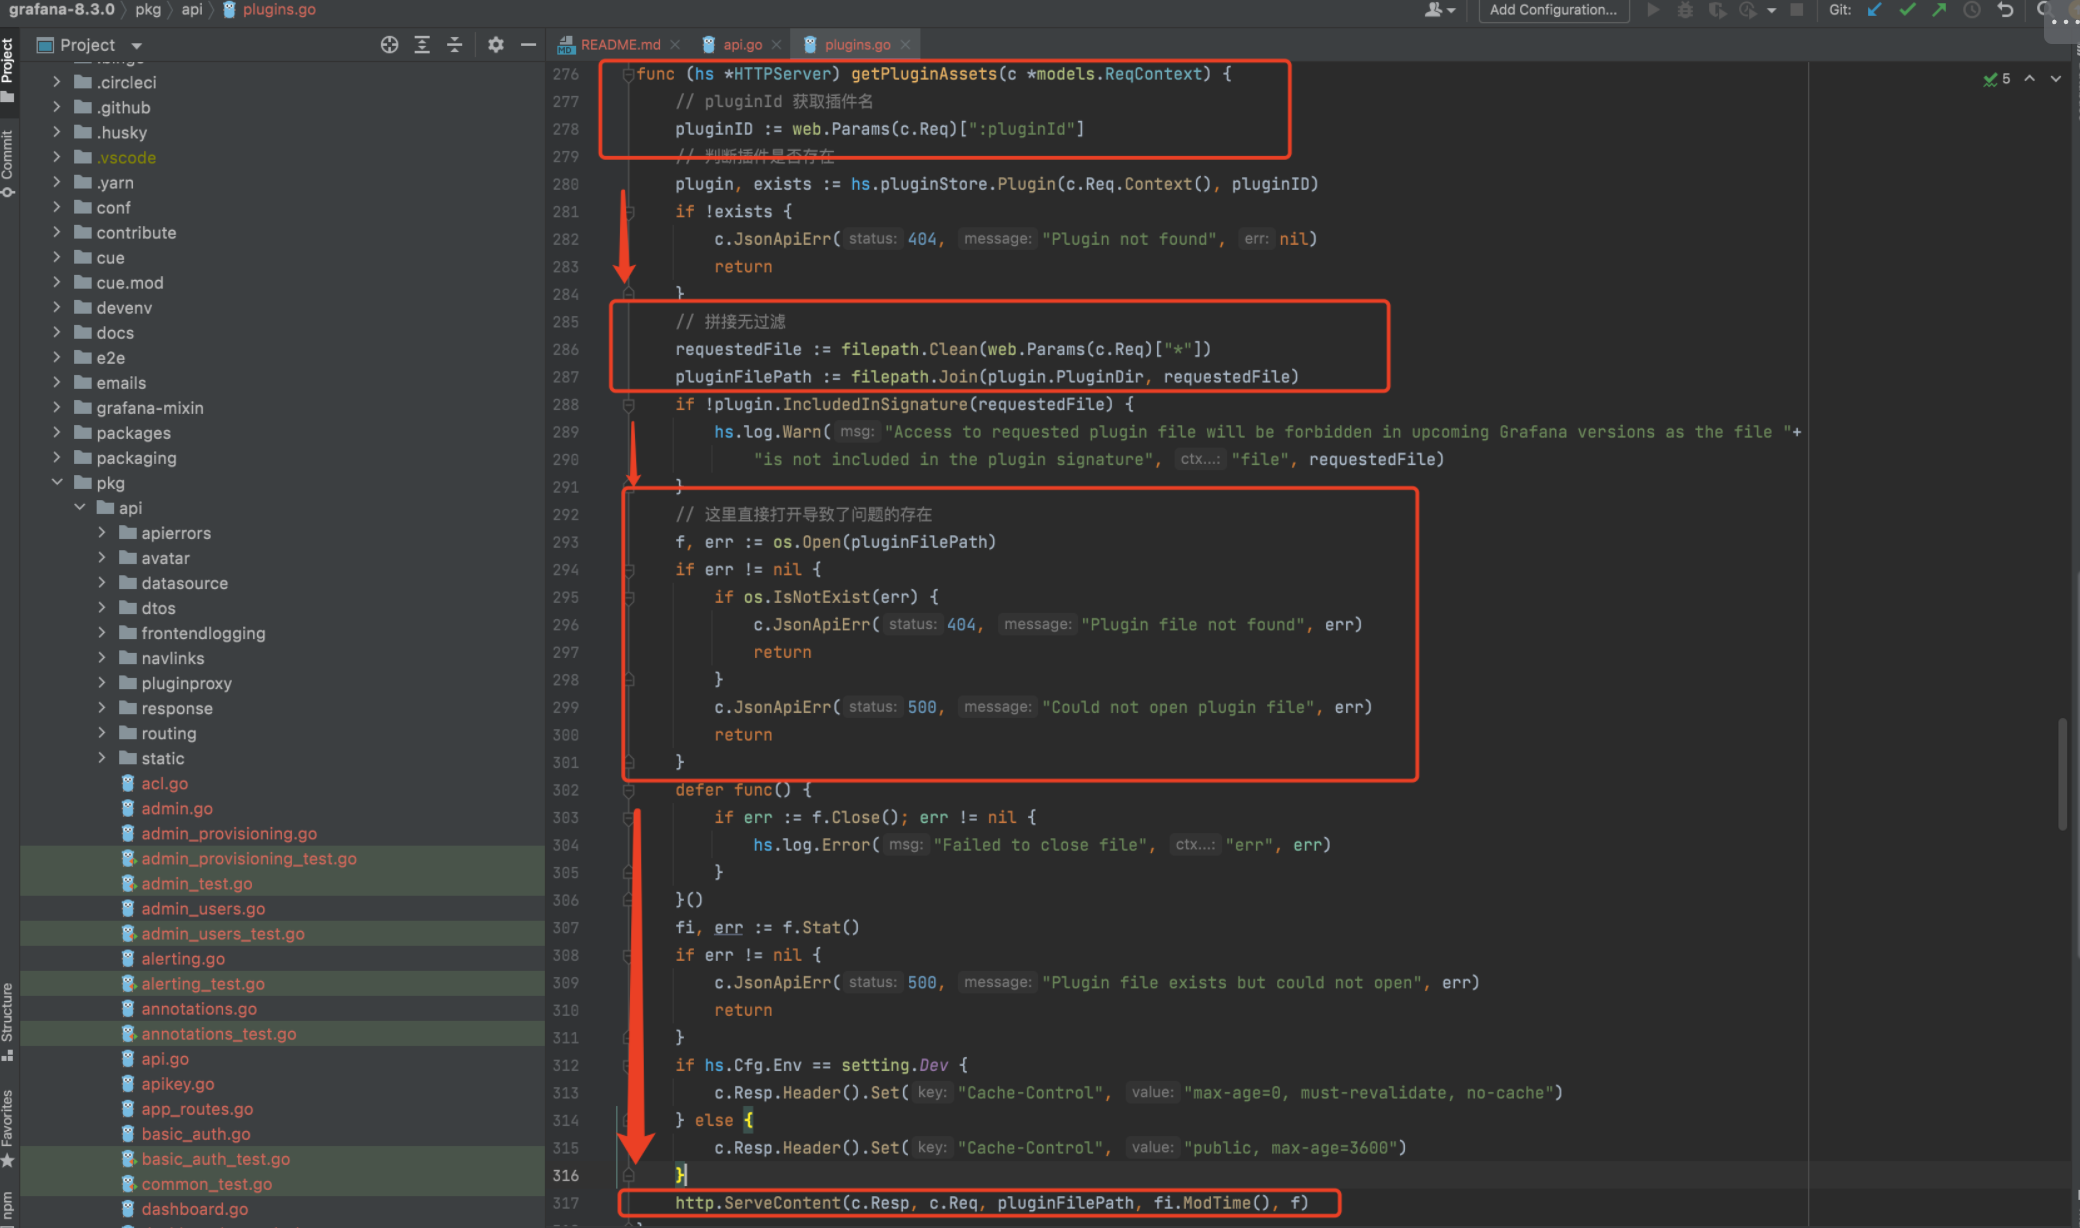 grafana-8.3.0 〉 pkg 〉 api 〉 plugins.go
Add Configuration...
Git:
Project
README.md
api.go
plugins.go
Project
Commit
Structure
Favorites
npm
.circleci
.github
.husky
.vscode
.yarn
conf
contribute
cue
cue.mod
devenv
docs
e2e
emails
grafana-mixin
packages
packaging
pkg
api
apierrors
avatar
datasource
dtos
frontendlogging
navlinks
pluginproxy
response
routing
static
acl.go
admin.go
admin_provisioning.go
admin_provisioning_test.go
admin_test.go
admin_users.go
admin_users_test.go
alerting.go
alerting_test.go
annotations.go
annotations_test.go
api.go
apikey.go
app_routes.go
basic_auth.go
basic_auth_test.go
common_test.go
dashboard.go
5
276 func (hs *HTTPServer) getPluginAssets(c *models.ReqContext) {
277 // pluginId 获取插件名
278 pluginID := web.Params(c.Req)[":pluginId"]
279 // 判断插件是否存在
280 plugin, exists := hs.pluginStore.Plugin(c.Req.Context(), pluginID)
281 if !exists {
282 c.JsonApiErr( status: 404, message: "Plugin not found", err: nil)
283 return
284 }
285 // 拼接无过滤
286 requestedFile := filepath.Clean(web.Params(c.Req)["*"])
287 pluginFilePath := filepath.Join(plugin.PluginDir, requestedFile)
288 if !plugin.IncludedInSignature(requestedFile) {
289 hs.log.Warn( msg: "Access to requested plugin file will be forbidden in upcoming Grafana versions as the file "+
290 "is not included in the plugin signature", ctx...: "file", requestedFile)
291 }
292 // 这里直接打开导致了问题的存在
293 f, err := os.Open(pluginFilePath)
294 if err != nil {
295 if os.IsNotExist(err) {
296 c.JsonApiErr( status: 404, message: "Plugin file not found", err)
297 return
298 }
299 c.JsonApiErr( status: 500, message: "Could not open plugin file", err)
300 return
301 }
302 defer func() {
303 if err := f.Close(); err != nil {
304 hs.log.Error( msg: "Failed to close file", ctx...: "err", err)
305 }
306 }()
307 fi, err := f.Stat()
308 if err != nil {
309 c.JsonApiErr( status: 500, message: "Plugin file exists but could not open", err)
310 return
311 }
312 if hs.Cfg.Env == setting.Dev {
313 c.Resp.Header().Set( key: "Cache-Control", value: "max-age=0, must-revalidate, no-cache")
314 } else {
315 c.Resp.Header().Set( key: "Cache-Control", value: "public, max-age=3600")
316 }
317 http.ServeContent(c.Resp, c.Req, pluginFilePath, fi.ModTime(), f)